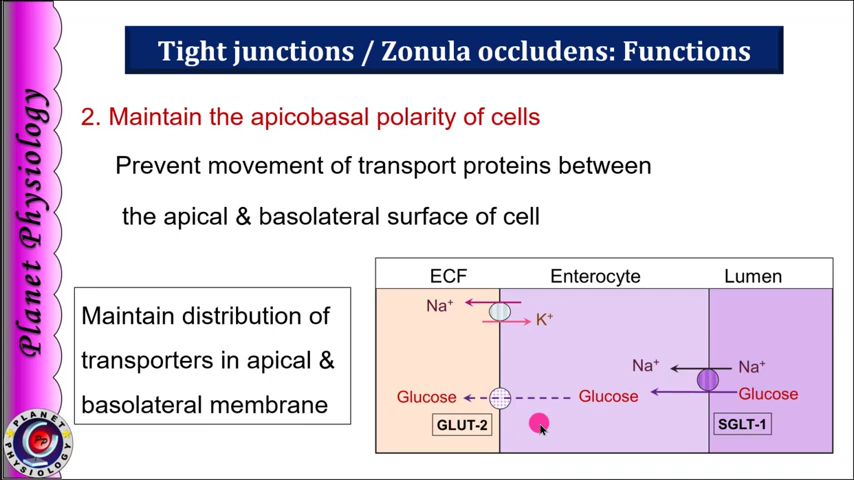 Tight junctions / Zonula occludens: Functions
Planet Physiology
2. Maintain the apicobasal polarity of cells
Prevent movement of transport proteins between
the apical & basolateral surface of cell
Maintain distribution of
transporters in apical &
basolateral membrane
ECF Enterocyte Lumen
Na⁺
K⁺
Na⁺ Na⁺
Glucose Glucose Glucose
GLUT-2 SGLT-1
PLANET
PP
PHYSIOLOGY